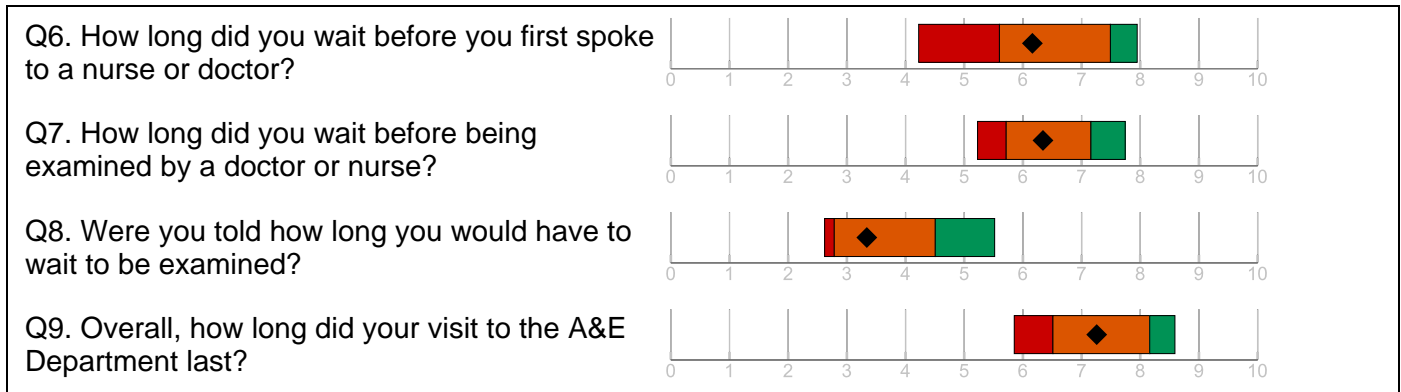 Q6. How long did you wait before you first spoke
to a nurse or doctor?
0 1 2 3 4 5 6 7 8 9 10
Q7. How long did you wait before being
examined by a doctor or nurse?
0 1 2 3 4 5 6 7 8 9 10
Q8. Were you told how long you would have to
wait to be examined?
0 1 2 3 4 5 6 7 8 9 10
Q9. Overall, how long did your visit to the A&E
Department last?
0 1 2 3 4 5 6 7 8 9 10